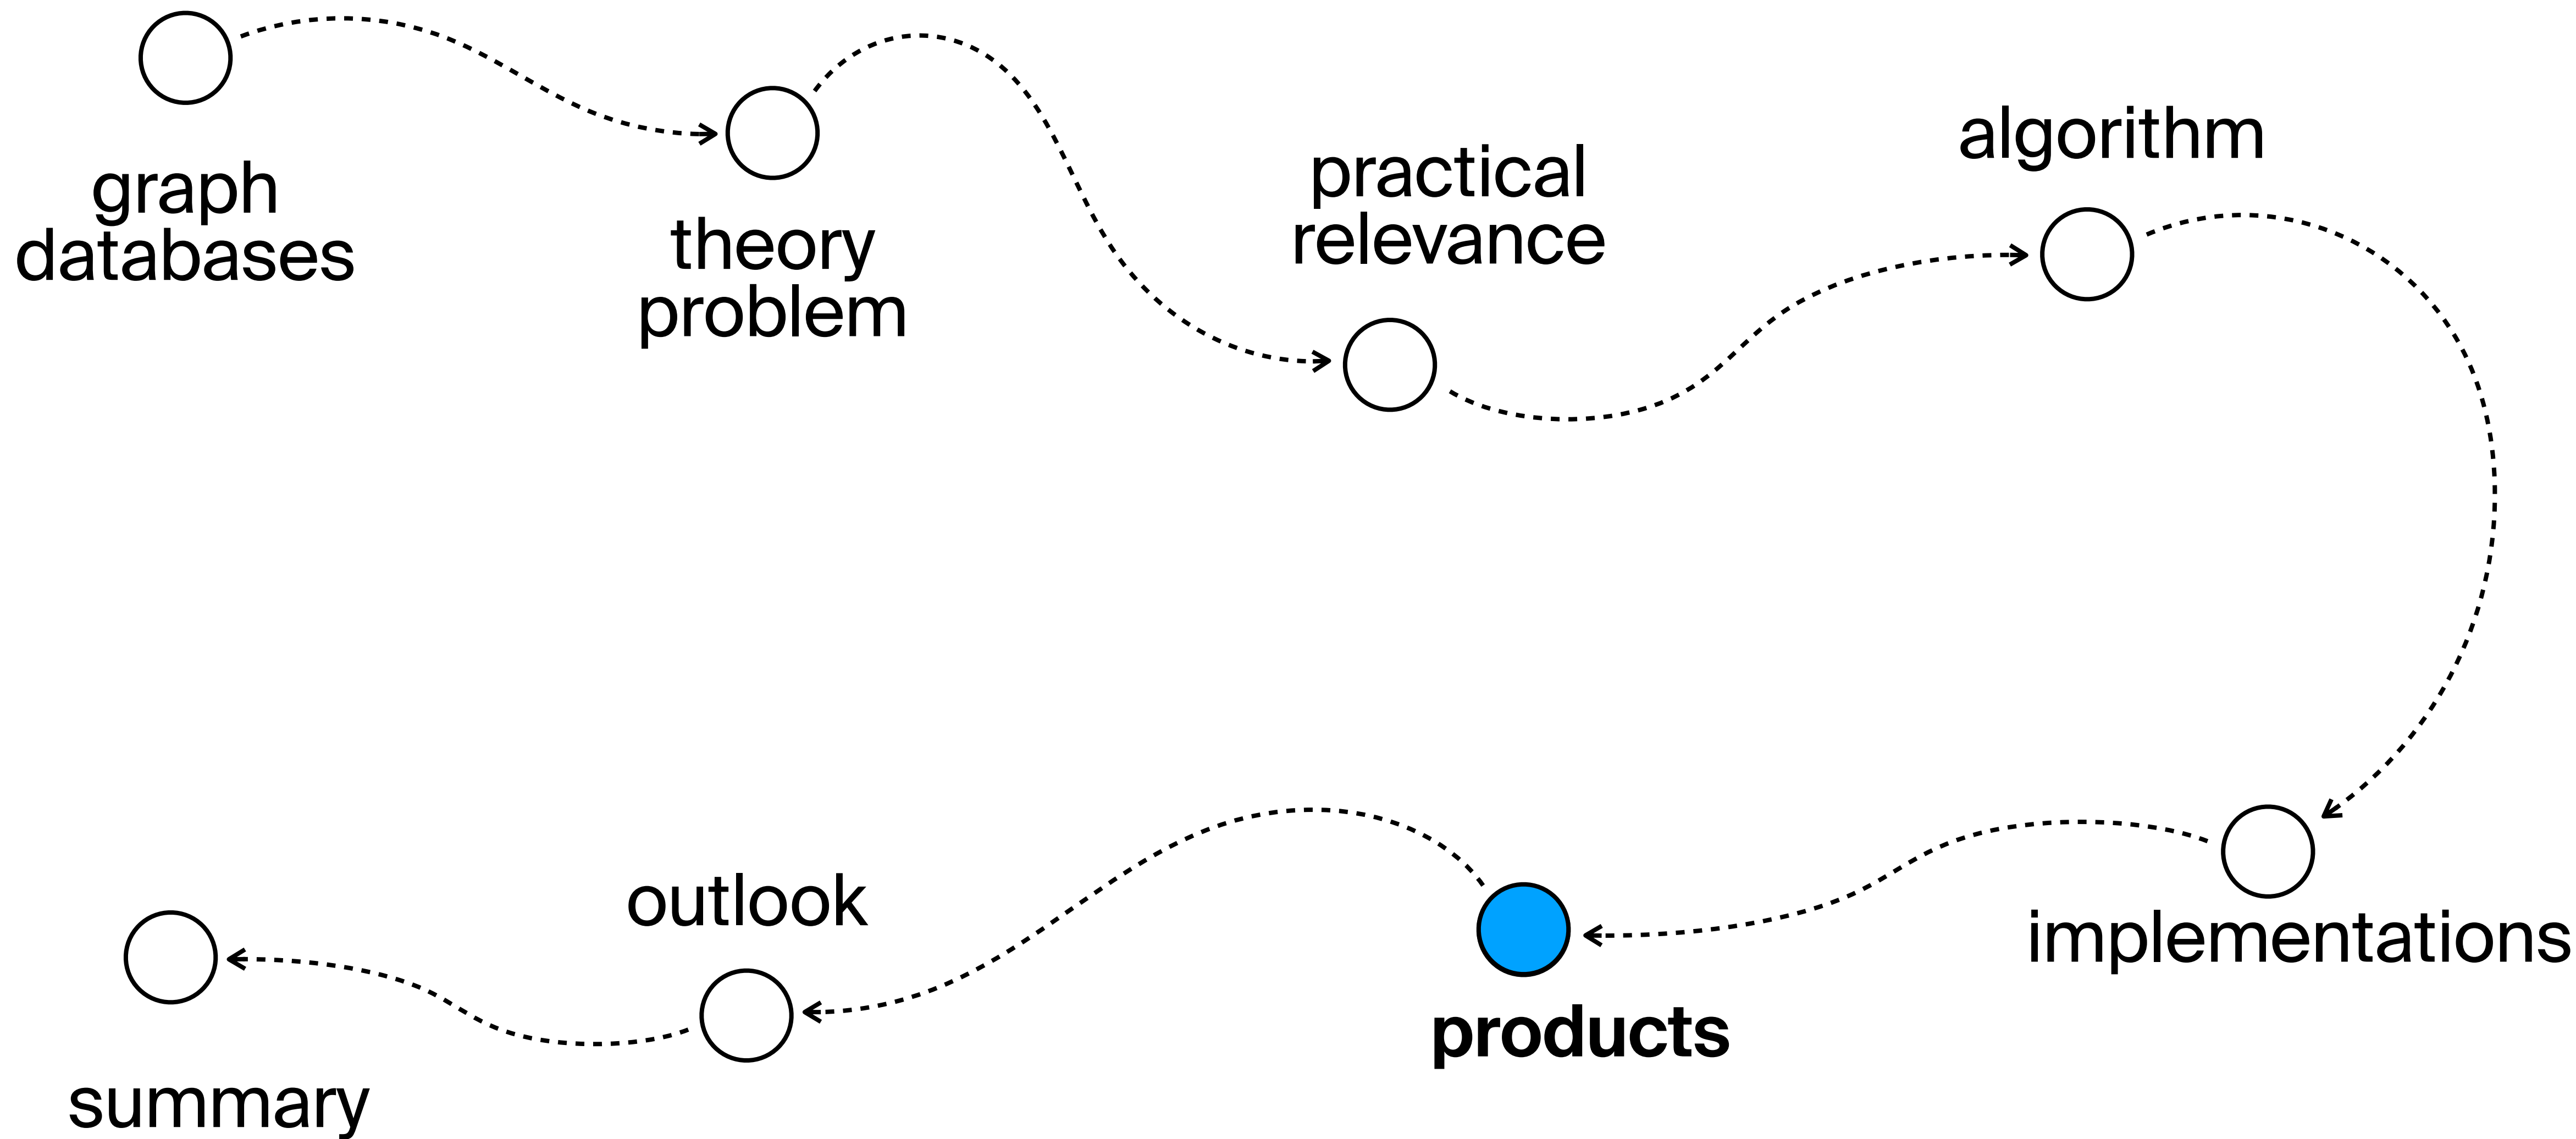 graph
databases
theory
problem
practical
relevance
algorithm
implementations
products
outlook
summary